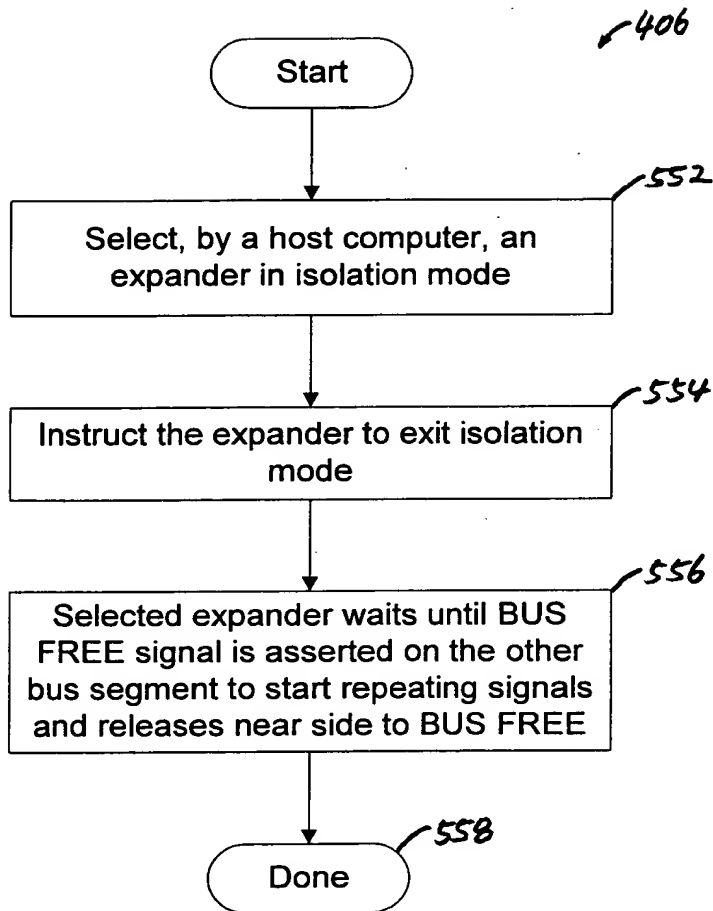 406
Start
552
Select, by a host computer, an
expander in isolation mode
554
Instruct the expander to exit isolation
mode
556
Selected expander waits until BUS
FREE signal is asserted on the other
bus segment to start repeating signals
and releases near side to BUS FREE
558
Done